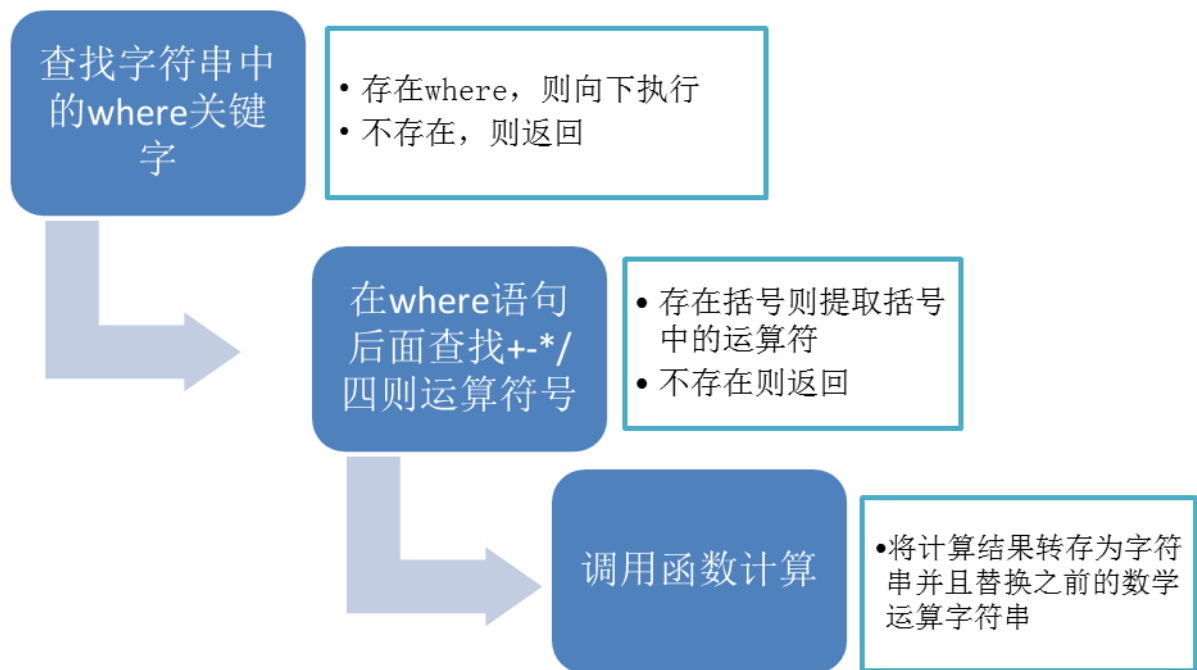 查找字符串中
的where关键
字
• 存在where，则向下执行
• 不存在，则返回
在where语句
后面查找+-*/
四则运算符号
• 存在括号则提取括号
中的运算符
• 不存在则返回
调用函数计算
•将计算结果转存为字符
串并且替换之前的数学
运算字符串